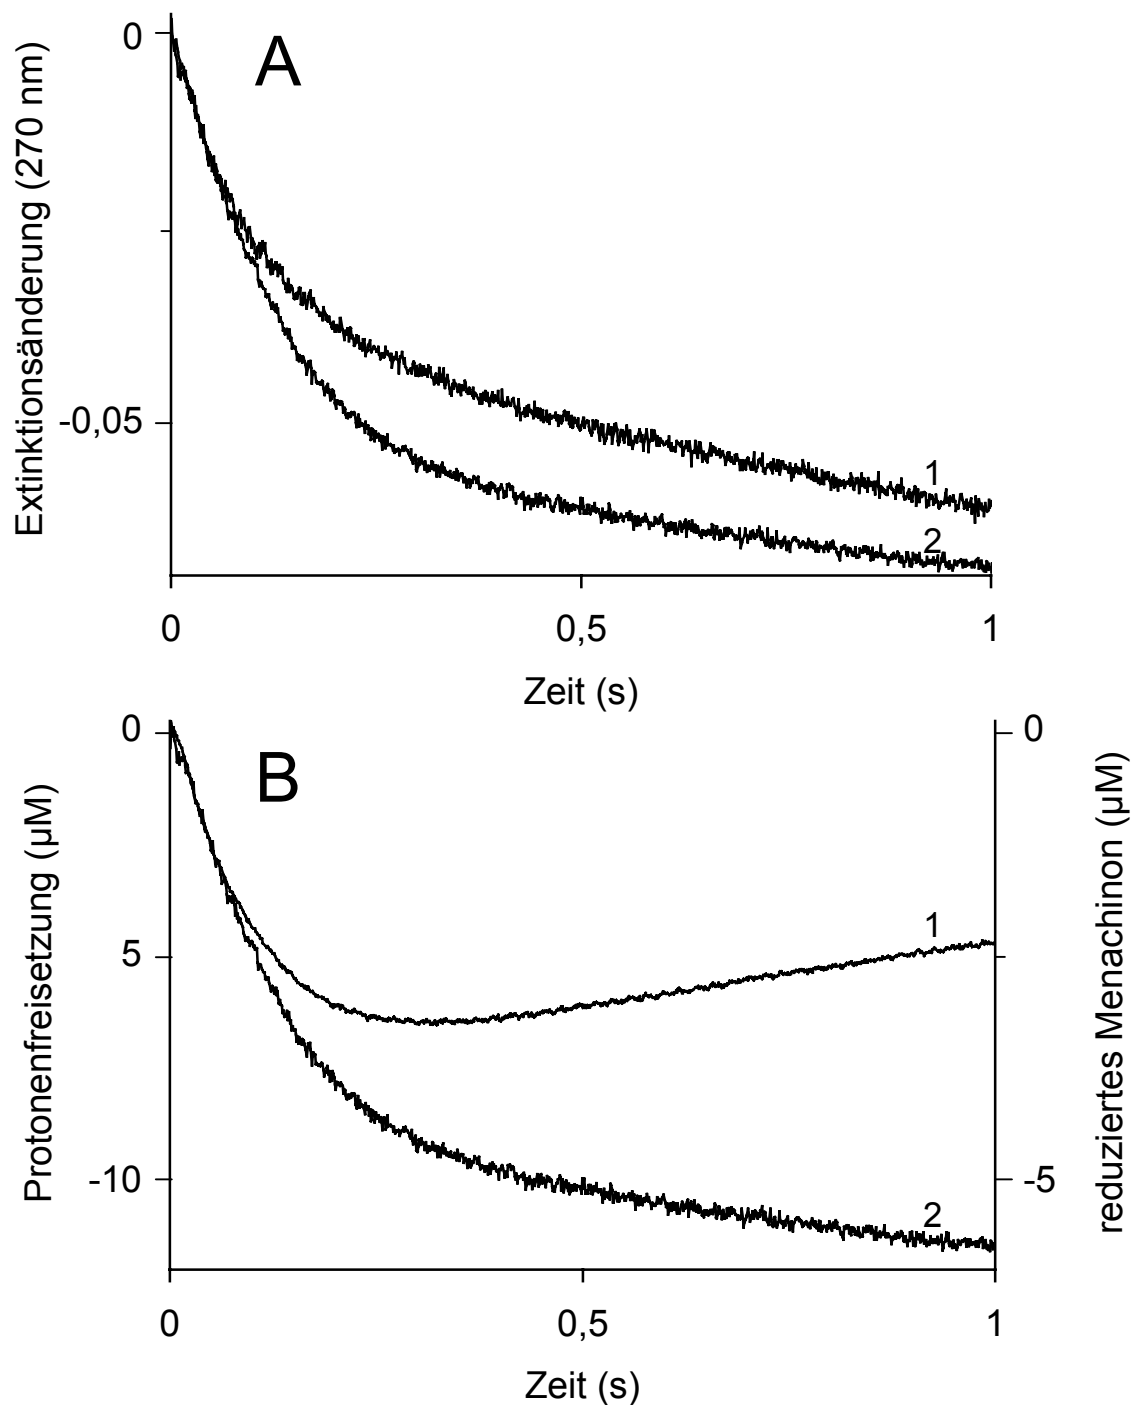 A
Extinktionsänderung (270 nm)
0
-0,05
1
2
0
0,5
1
Zeit (s)
B
Protonenfreisetzung (µM)
0
5
-10
1
2
0
-5
reduziertes Menachinon (µM)
0
0,5
1
Zeit (s)